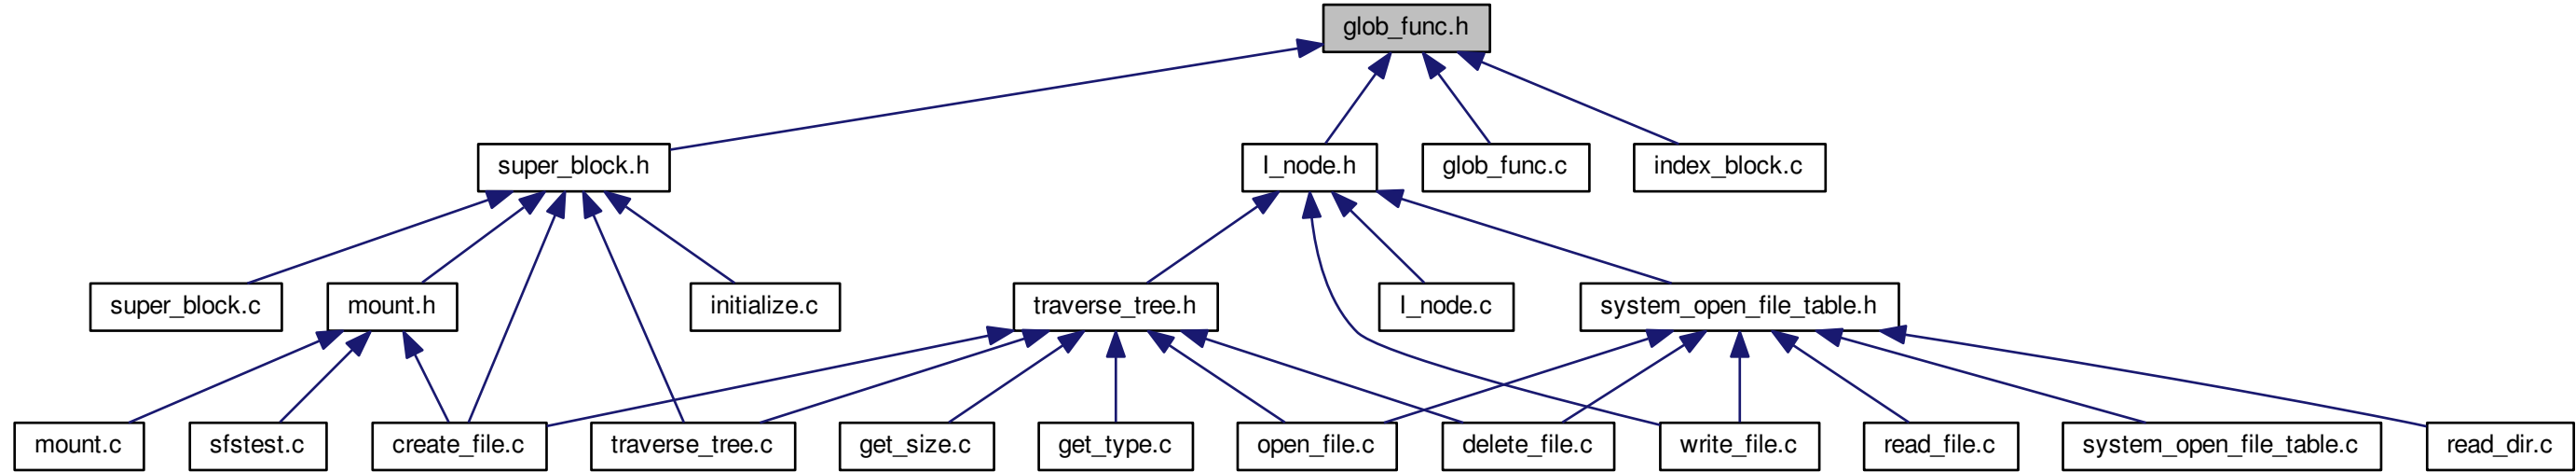 glob_func.h
super_block.h
I_node.h
glob_func.c
index_block.c
super_block.c
mount.h
initialize.c
traverse_tree.h
I_node.c
system_open_file_table.h
mount.c
sfstest.c
create_file.c
traverse_tree.c
get_size.c
get_type.c
open_file.c
delete_file.c
write_file.c
read_file.c
system_open_file_table.c
read_dir.c